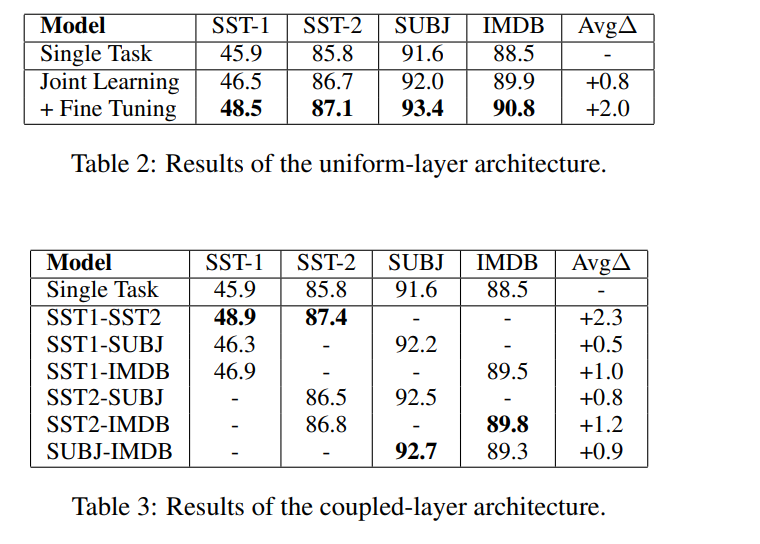 Model SST-1 SST-2 SUBJ IMDB AvgΔ
Single Task 45.9 85.8 91.6 88.5 -
Joint Learning 46.5 86.7 92.0 89.9 +0.8
+ Fine Tuning 48.5 87.1 93.4 90.8 +2.0
Table 2: Results of the uniform-layer architecture.
Model SST-1 SST-2 SUBJ IMDB AvgΔ
Single Task 45.9 85.8 91.6 88.5 -
SST1-SST2 48.9 87.4 - - +2.3
SST1-SUBJ 46.3 - 92.2 - +0.5
SST1-IMDB 46.9 - - 89.5 +1.0
SST2-SUBJ - 86.5 92.5 - +0.8
SST2-IMDB - 86.8 - 89.8 +1.2
SUBJ-IMDB - - 92.7 89.3 +0.9
Table 3: Results of the coupled-layer architecture.